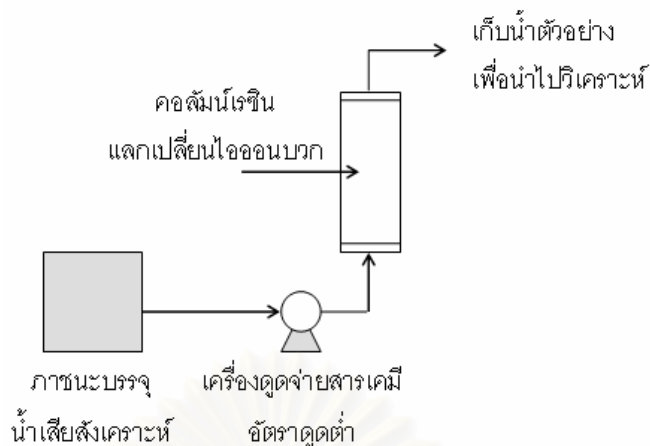 เก็บน้ำตัวอย่าง
เพื่อนำไปวิเคราะห์
คอลัมน์เรซิน
แลกเปลี่ยนไอออนบวก
ภาชนะบรรจุ
น้ำเสียสังเคราะห์
เครื่องดูดจ่ายสารเคมี
อัตราดูดต่ำ